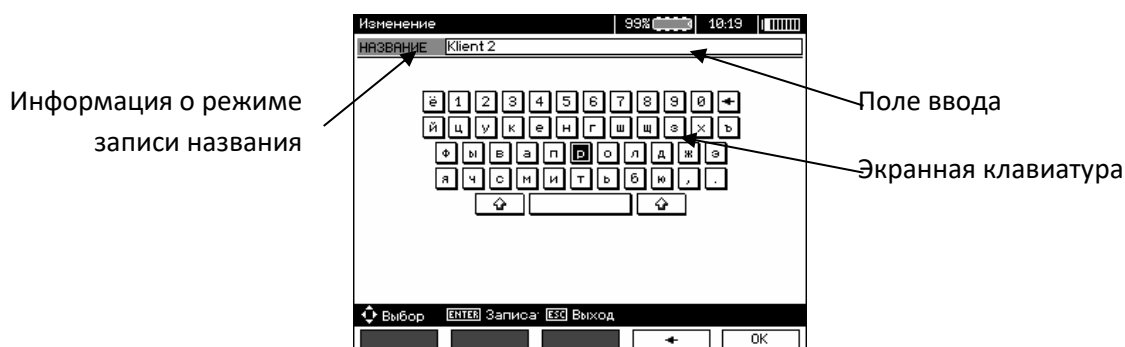 Изменение 99% 10:19
НАЗВАНИЕ Klient 2
Информация о режиме
записи названия
Поле ввода
Экранная клавиатура
ё 1 2 3 4 5 6 7 8 9 0 ←
й ц у к е н г ш щ з х ъ
ф ы в а п р о л д ж э
я ч с м и т ь б ю , .
Выбор ENTER Записа ESC Выход
← OK